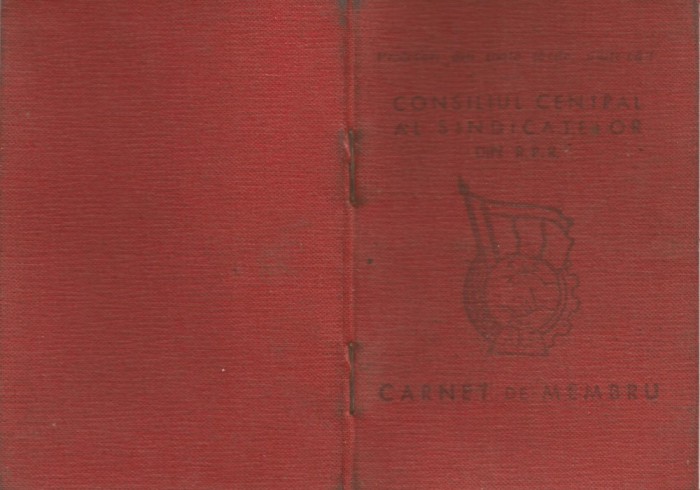 CONSILIUL CENTRAL
AL SINDICATELOR
DIN R.P.R.
CARNET DE MEMBRU